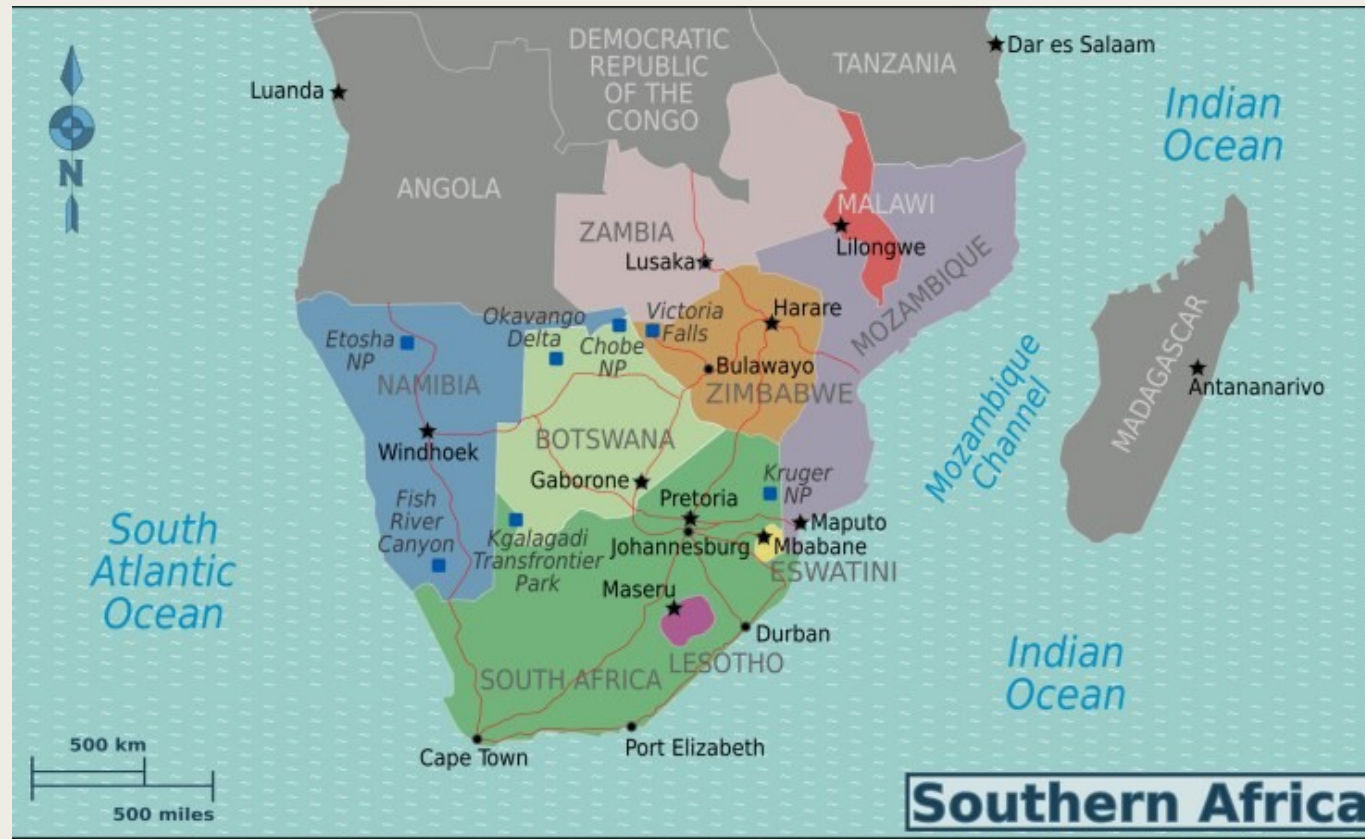 DEMOCRATIC
REPUBLIC
OF THE
CONGO
TANZANIA
Dar es Salaam
Luanda
Indian
Ocean
N
ANGOLA
MALAWI
ZAMBIA
Lusaka
Lilongwe
MOZAMBIQUE
Etosha
NP
Okavango
Delta
Chobe
NP
Victoria
Falls
Harare
NAMIBIA
Bulawayo
ZIMBABWE
MADAGASCAR
Antananarivo
Mozambique
Channel
Windhoek
BOTSWANA
Gaborone
Fish
River
Canyon
Kgalagadi
Transfrontier
Park
Pretoria
Kruger
NP
Maputo
Johannesburg
Mbabane
ESWATINI
South
Atlantic
Ocean
Maseru
Durban
LESOTHO
SOUTH AFRICA
Indian
Ocean
Cape Town
Port Elizabeth
500 km
500 miles
Southern Africa